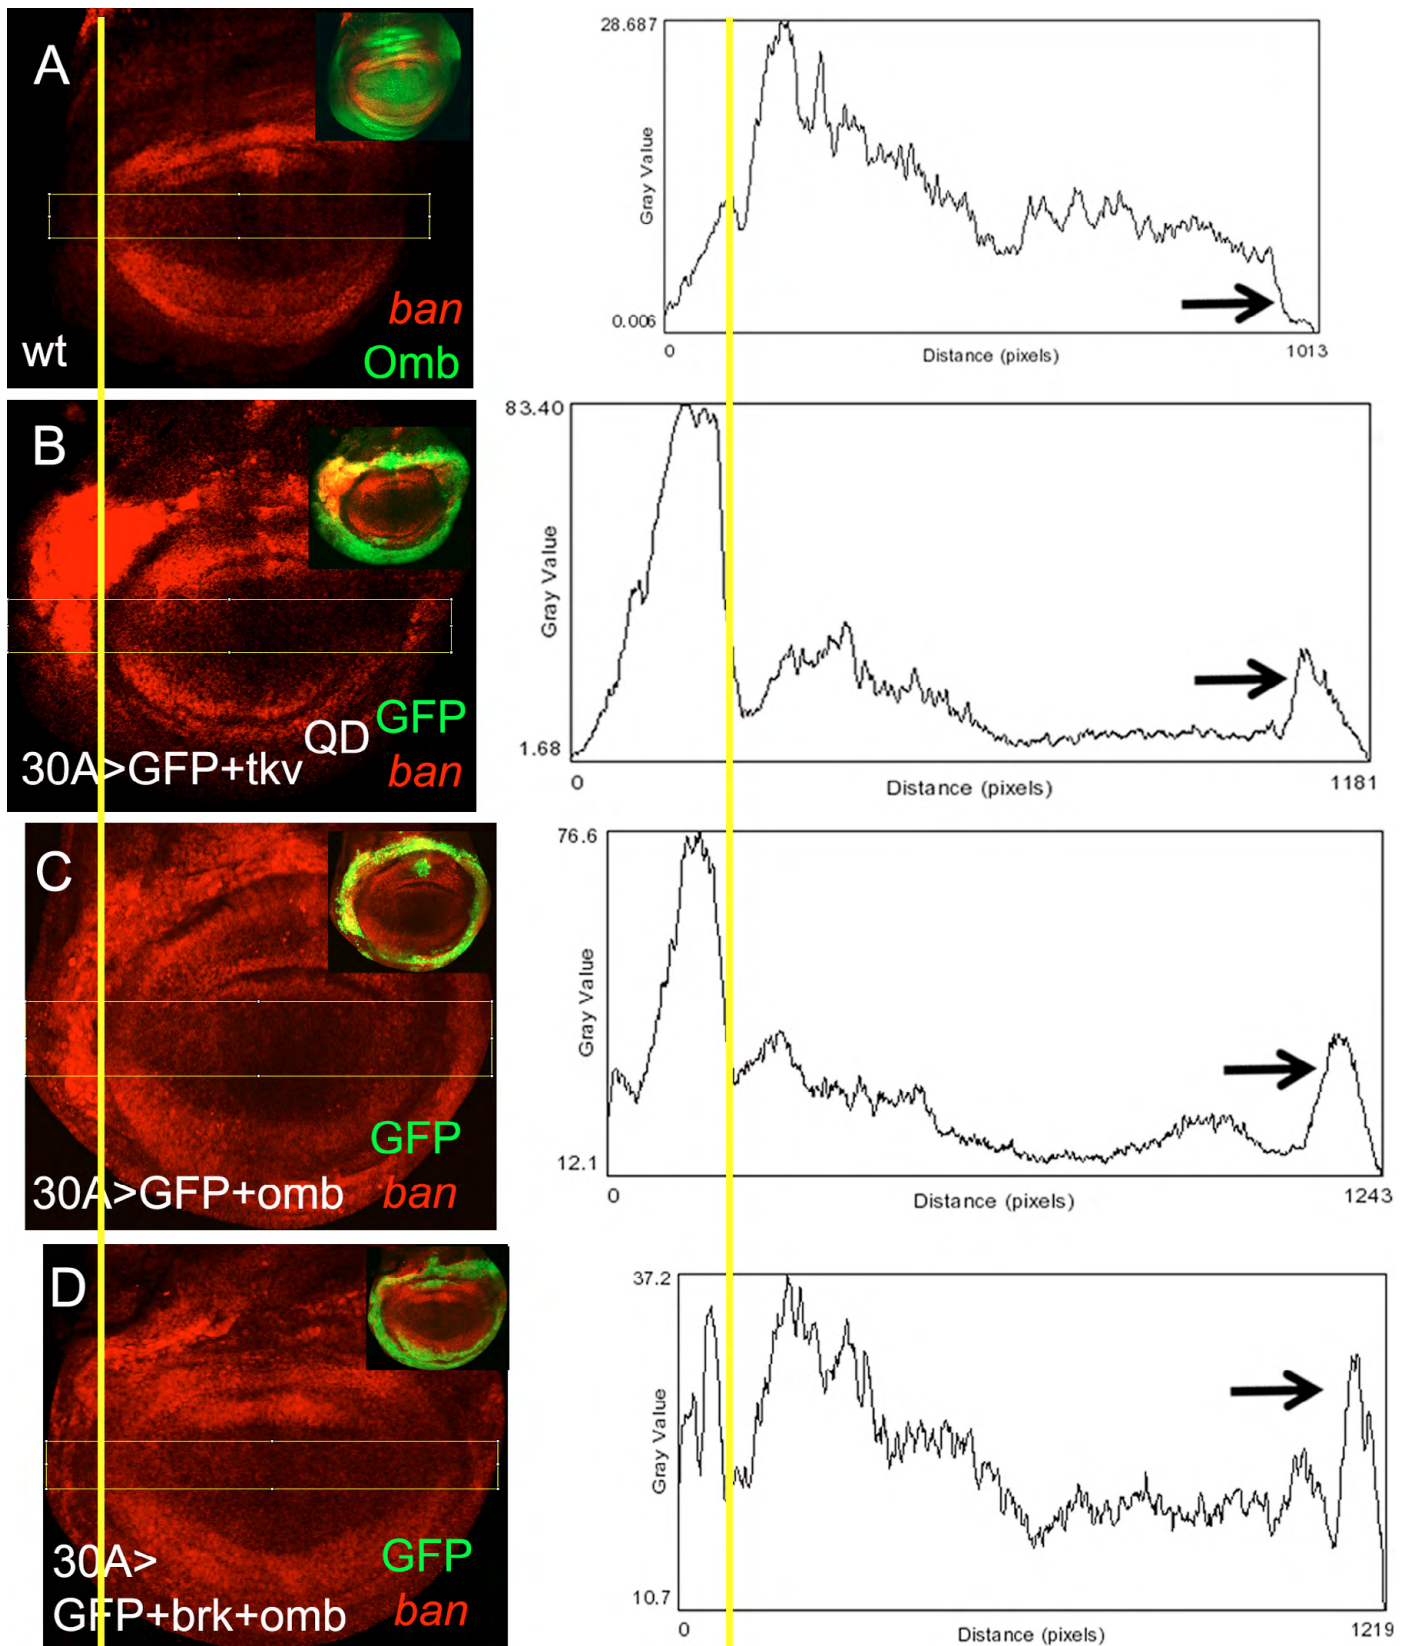 A
ban
wt
Omb
28.687
Gray Value
0.006
0
Distance (pixels)
1013
B
GFP
QD
30A>GFP+tkv
ban
83.40
Gray Value
1.68
0
Distance (pixels)
1181
C
GFP
30A>GFP+omb
ban
76.6
Gray Value
12.1
0
Distance (pixels)
1243
D
30A>
GFP
GFP+brk+omb
ban
37.2
Gray Value
10.7
0
Distance (pixels)
1219